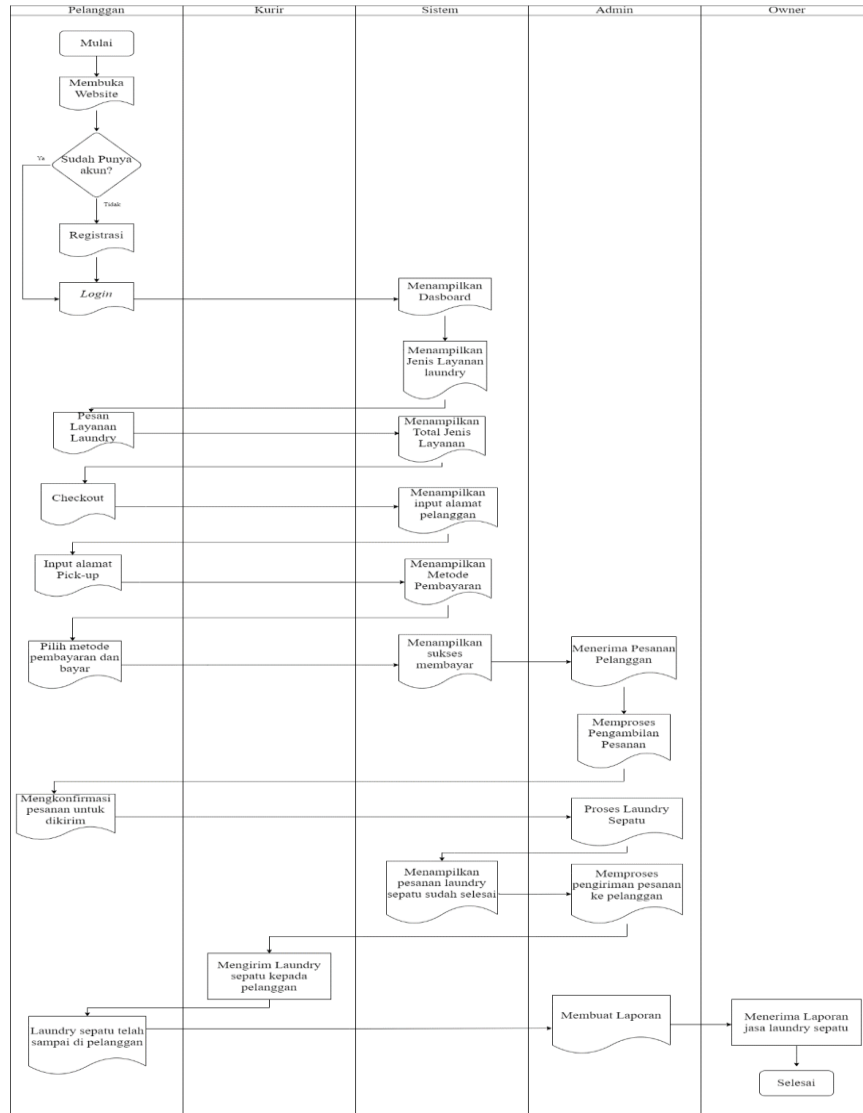 Pelanggan
Kurir
Sistem
Admin
Owner
Mulai
Membuka
Website
Sudah Punya
akun?
Ya
Tidak
Registrasi
Login
Menampilkan
Dasboard
Menampilkan
Jenis Layanan
laundry
Pesan
Layanan
Laundry
Menampilkan
Total Jenis
Layanan
Checkout
Menampilkan
input alamat
pelanggan
Input alamat
Pick-up
Menampilkan
Metode
Pembayaran
Pilih metode
pembayaran dan
bayar
Menampilkan
sukses
membayar
Menerima Pesanan
Pelanggan
Memproses
Pengambilan
Pesanan
Mengkonfirmasi
pesanan untuk
dikirim
Proses Laundry
Sepatu
Menampilkan
pesanan laundry
sepatu sudah selesai
Memproses
pengiriman pesanan
ke pelanggan
Mengirim Laundry
sepatu kepada
pelanggan
Laundry sepatu telah
sampai di pelanggan
Membuat Laporan
Menerima Laporan
jasa laundry sepatu
Selesai